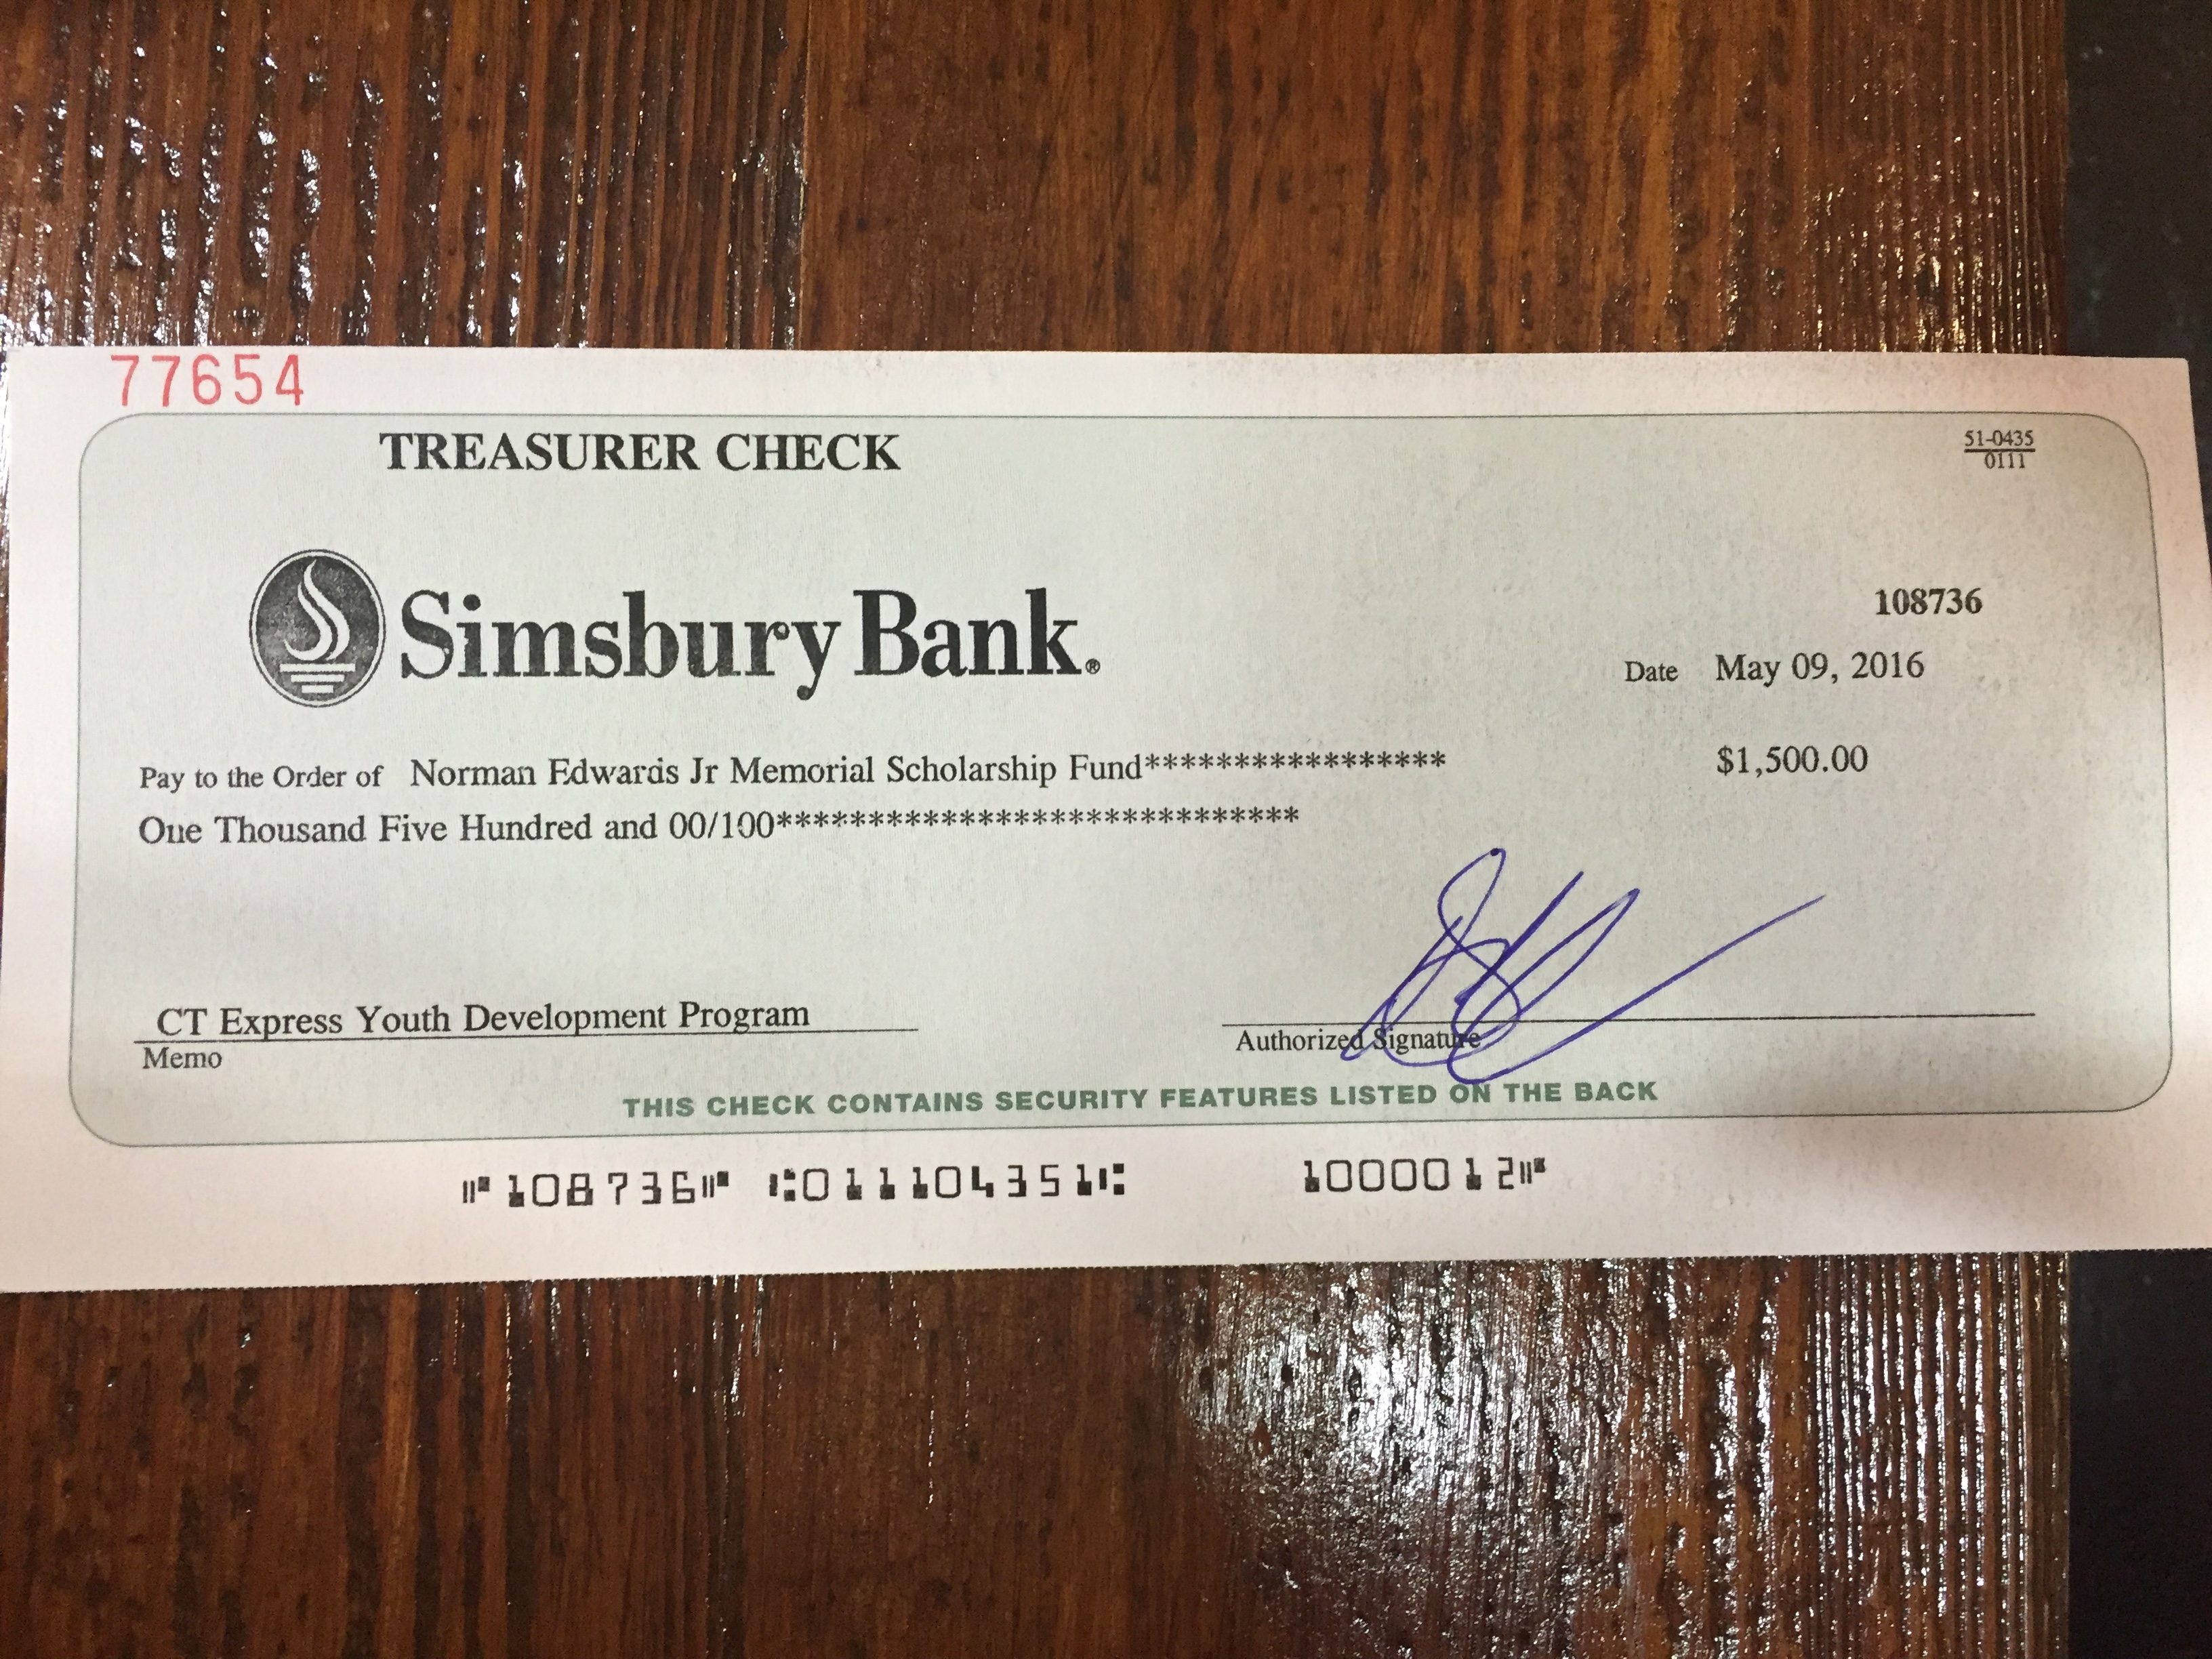 77654
TREASURER CHECK
51-0435
0111
Simsbury Bank.®
108736
Date May 09, 2016
Pay to the Order of Norman Edwards Jr Memorial Scholarship Fund*****************
$1,500.00
One Thousand Five Hundred and 00/100*****************************
CT Express Youth Development Program
Memo
Authorized Signature
THIS CHECK CONTAINS SECURITY FEATURES LISTED ON THE BACK
⑈108736⑈ ⑆011104351⑆ 1000012⑈